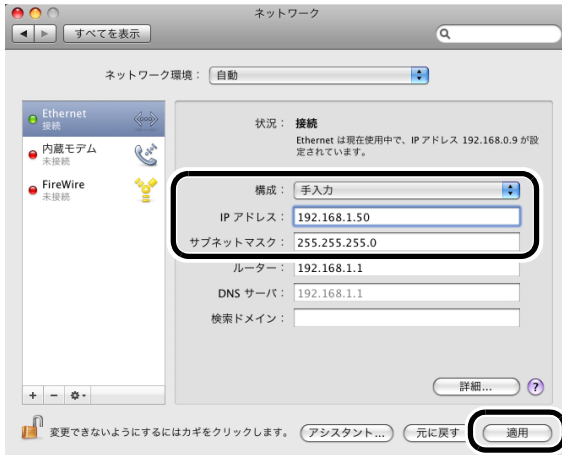 ネットワーク
すべてを表示
ネットワーク環境： 自動
Ethernet
接続
内蔵モデム
未接続
FireWire
未接続
状況： 接続
Ethernet は現在使用中で、IP アドレス 192.168.0.9 が設
定されています。
構成： 手入力
IP アドレス： 192.168.1.50
サブネットマスク： 255.255.255.0
ルーター： 192.168.1.1
DNS サーバ： 192.168.1.1
検索ドメイン：
詳細... ?
+ −
変更できないようにするにはカギをクリックします。 アシスタント... 元に戻す 適用